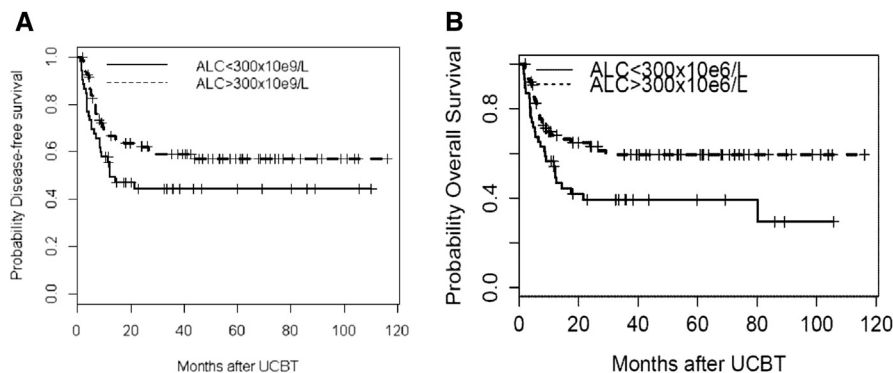 A
Probability Disease-free survival
1.0
0.8
0.6
0.4
0.2
0.0
ALC<300x10e9/L
ALC>300x10e9/L
0 20 40 60 80 100 120
Months after UCBT
B
Probability Overall Survival
0.8
0.4
0.0
ALC<300x10e6/L
ALC>300x10e6/L
0 20 40 60 80 100 120
Months after UCBT